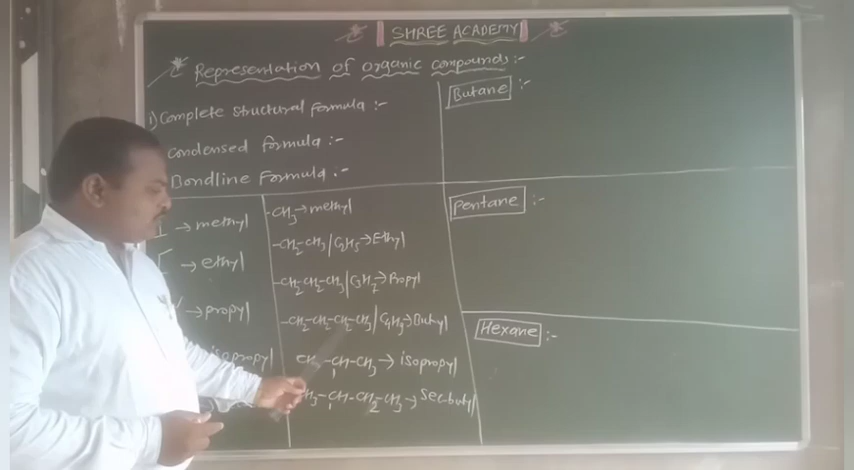 SHREE ACADEMY
* Representation of organic compounds:-
1) Complete structural formula :-
Condensed formula :-
Bondline formula :-
→ methyl
→ ethyl
→ propyl
isopropyl
-CH3 → methyl
-CH2-CH3/C2H5 → Ethyl
-CH2-CH2-CH3/C3H7 → Propyl
-CH2-CH2-CH2-CH3/C4H9 → Butyl
-CH-CH3 → isopropyl
-CH-CH2-CH3 → Sec-butyl
Butane :-
Pentane :-
Hexane :-